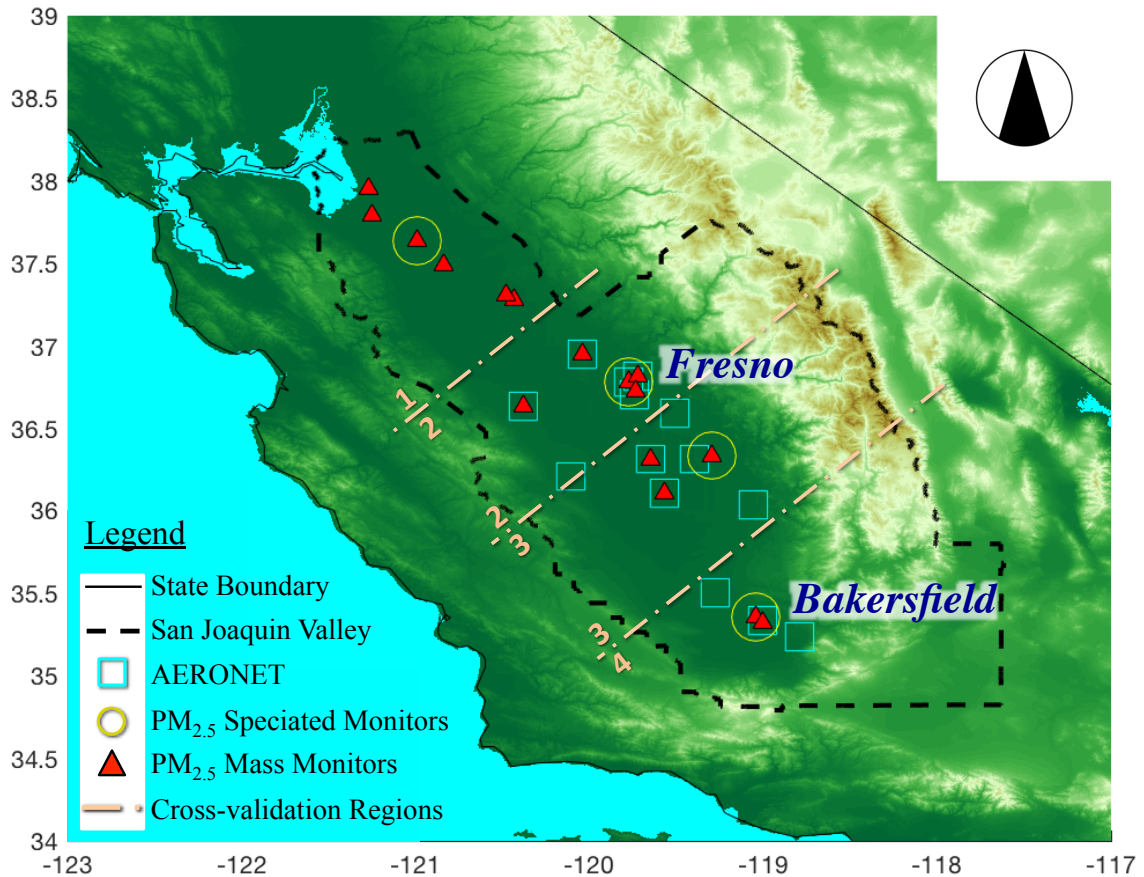 39
38.5
38
37.5
37
36.5
36
35.5
35
34.5
34
-123
-122
-121
-120
-119
-118
-117
Fresno
Bakersfield
1
2
2
3
3
4
Legend
State Boundary
San Joaquin Valley
AERONET
PM2.5 Speciated Monitors
PM2.5 Mass Monitors
Cross-validation Regions